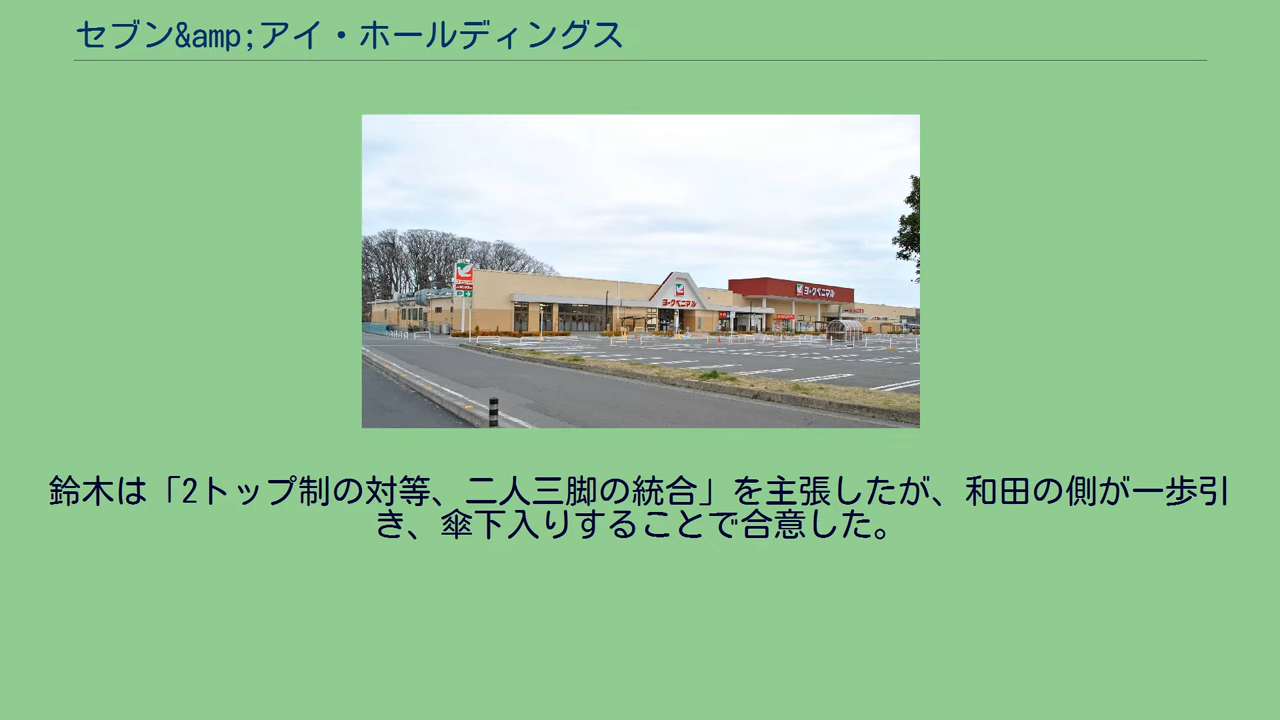 セブン&amp;アイ・ホールディングス
ヨークベニマル
ヨークベニマル
鈴木は「2トップ制の対等、二人三脚の統合」を主張したが、和田の側が一歩引
き、傘下入りすることで合意した。